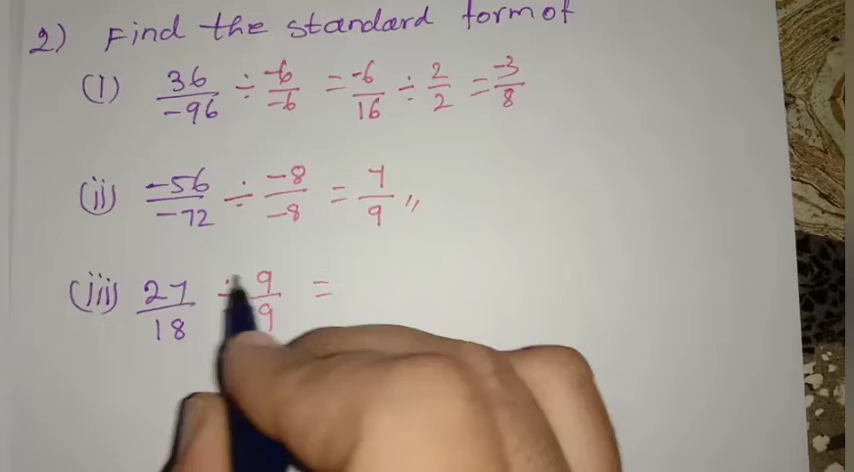 2) Find the standard form of
(i) 36/-96 ÷ -6/-6 = -6/16 ÷ 2/2 = -3/8
(ii) -56/-72 ÷ -8/-8 = 7/9 ,,
(iii) 27/18 ÷ 9/9 =